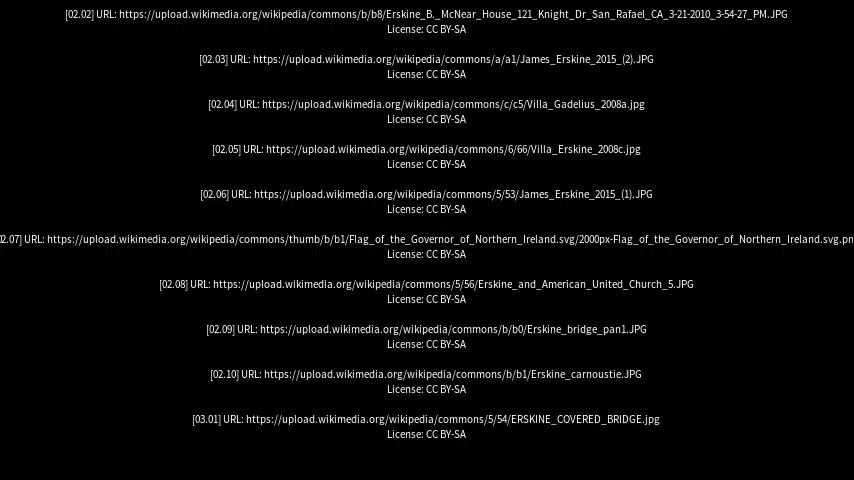 [02.02] URL: https://upload.wikimedia.org/wikipedia/commons/b/b8/Erskine_B._McNear_House_121_Knight_Dr_San_Rafael_CA_3-21-2010_3-54-27_PM.JPG
License: CC BY-SA
[02.03] URL: https://upload.wikimedia.org/wikipedia/commons/a/a1/James_Erskine_2015_(2).JPG
License: CC BY-SA
[02.04] URL: https://upload.wikimedia.org/wikipedia/commons/c/c5/Villa_Gadelius_2008a.jpg
License: CC BY-SA
[02.05] URL: https://upload.wikimedia.org/wikipedia/commons/6/66/Villa_Erskine_2008c.jpg
License: CC BY-SA
[02.06] URL: https://upload.wikimedia.org/wikipedia/commons/5/53/James_Erskine_2015_(1).JPG
License: CC BY-SA
02.07] URL: https://upload.wikimedia.org/wikipedia/commons/thumb/b/b1/Flag_of_the_Governor_of_Northern_Ireland.svg/2000px-Flag_of_the_Governor_of_Northern_Ireland.svg.pn
License: CC BY-SA
[02.08] URL: https://upload.wikimedia.org/wikipedia/commons/5/56/Erskine_and_American_United_Church_5.JPG
License: CC BY-SA
[02.09] URL: https://upload.wikimedia.org/wikipedia/commons/b/b0/Erskine_bridge_pan1.JPG
License: CC BY-SA
[02.10] URL: https://upload.wikimedia.org/wikipedia/commons/b/b1/Erskine_carnoustie.JPG
License: CC BY-SA
[03.01] URL: https://upload.wikimedia.org/wikipedia/commons/5/54/ERSKINE_COVERED_BRIDGE.jpg
License: CC BY-SA